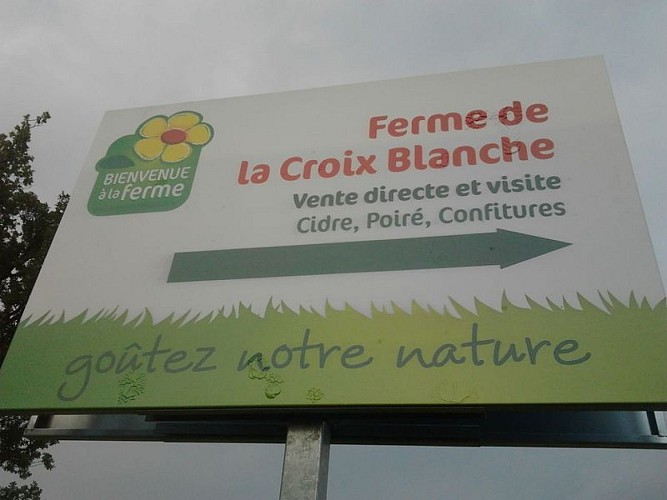 BIENVENUE
à la ferme
Ferme de
la Croix Blanche
Vente directe et visite
Cidre, Poiré, Confitures
goûtez notre nature